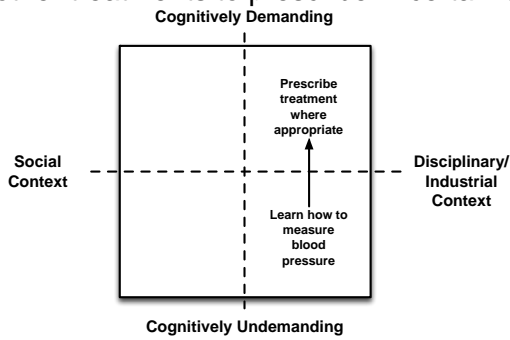 Cognitively Demanding
Prescribe
treatment
where
appropriate
Social
Context
Disciplinary/
Industrial
Context
Learn how to
measure
blood
pressure
Cognitively Undemanding